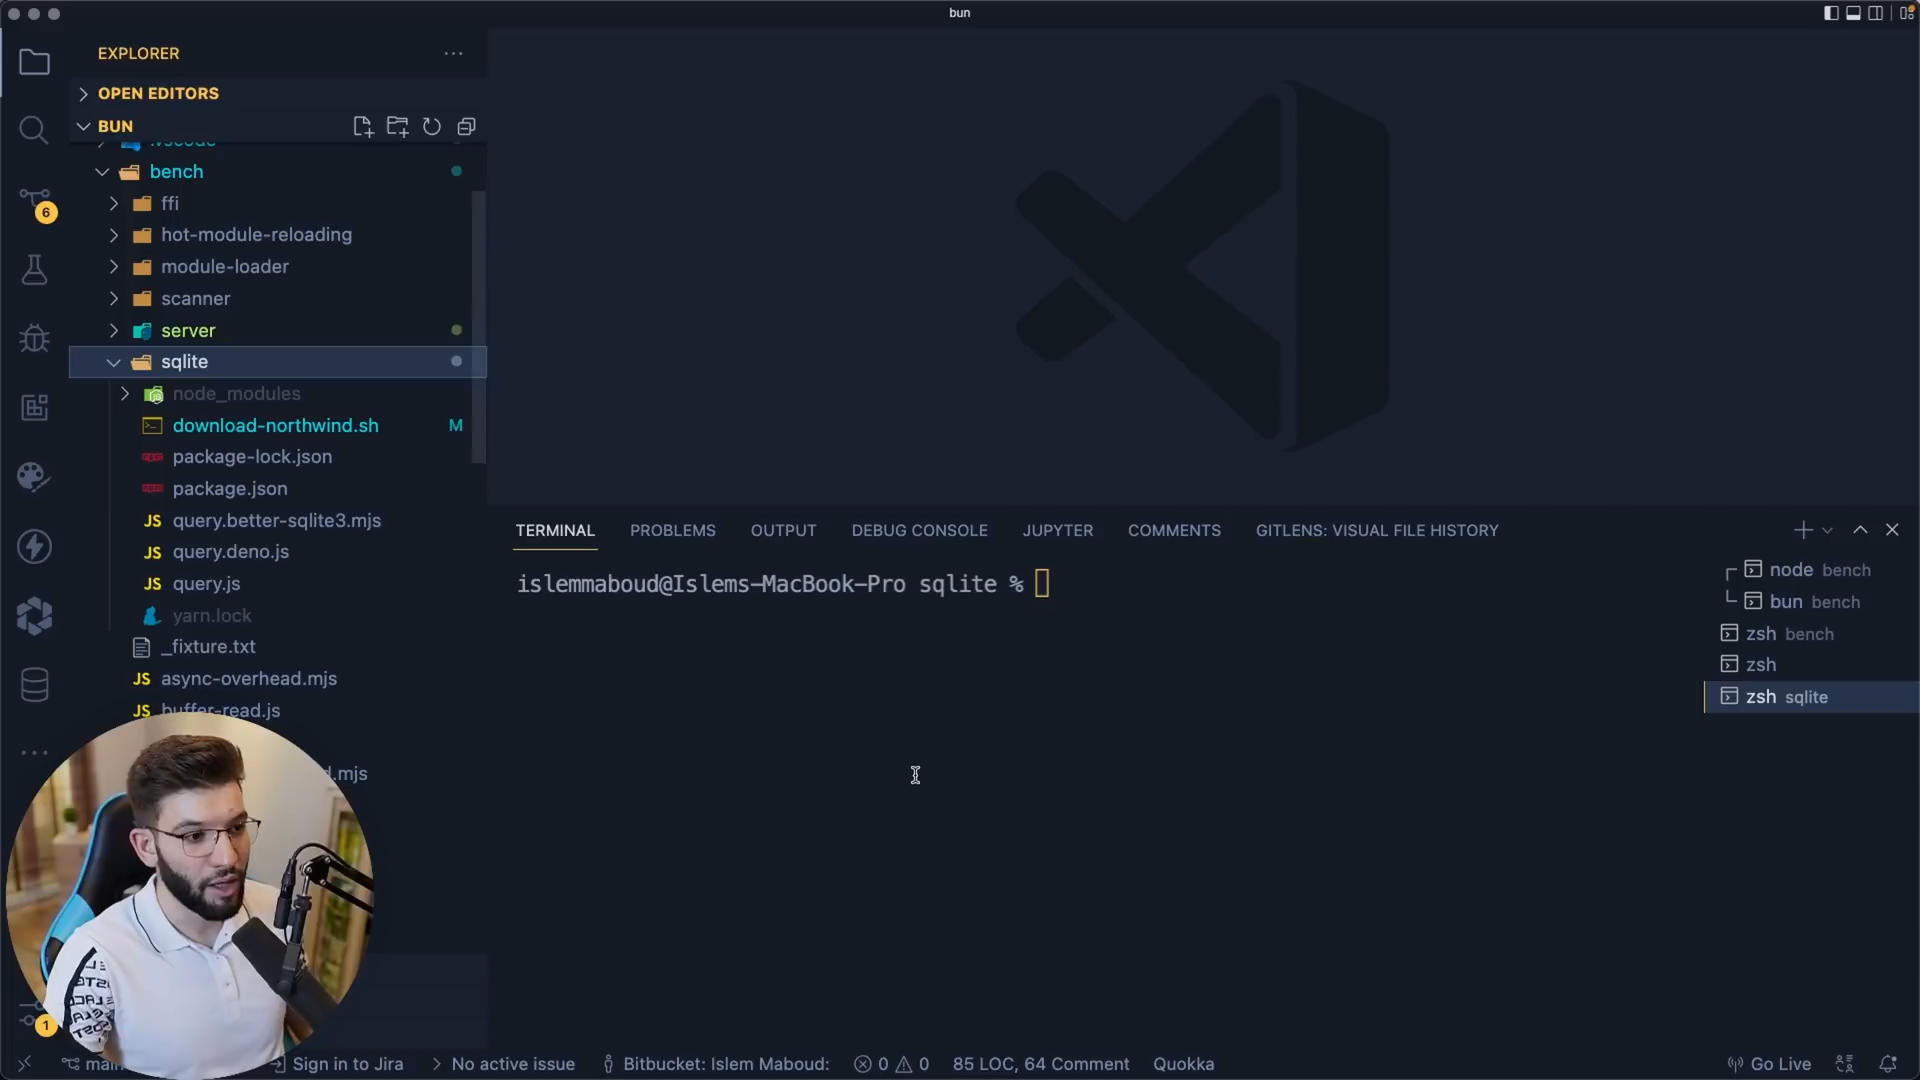 bun
EXPLORER
OPEN EDITORS
BUN
.vscode
bench
ffi
hot-module-reloading
module-loader
scanner
server
sqlite
node_modules
download-northwind.sh M
package-lock.json
package.json
JS query.better-sqlite3.mjs
JS query.deno.js
JS query.js
yarn.lock
_fixture.txt
JS async-overhead.mjs
JS buffer-read.js
.mjs
6
1
TERMINAL PROBLEMS OUTPUT DEBUG CONSOLE JUPYTER COMMENTS GITLENS: VISUAL FILE HISTORY
islemmaboud@Islems-MacBook-Pro sqlite %
node bench
bun bench
zsh bench
zsh
zsh sqlite
main Sign in to Jira No active issue Bitbucket: Islem Maboud: 0 0 85 LOC, 64 Comment Quokka Go Live